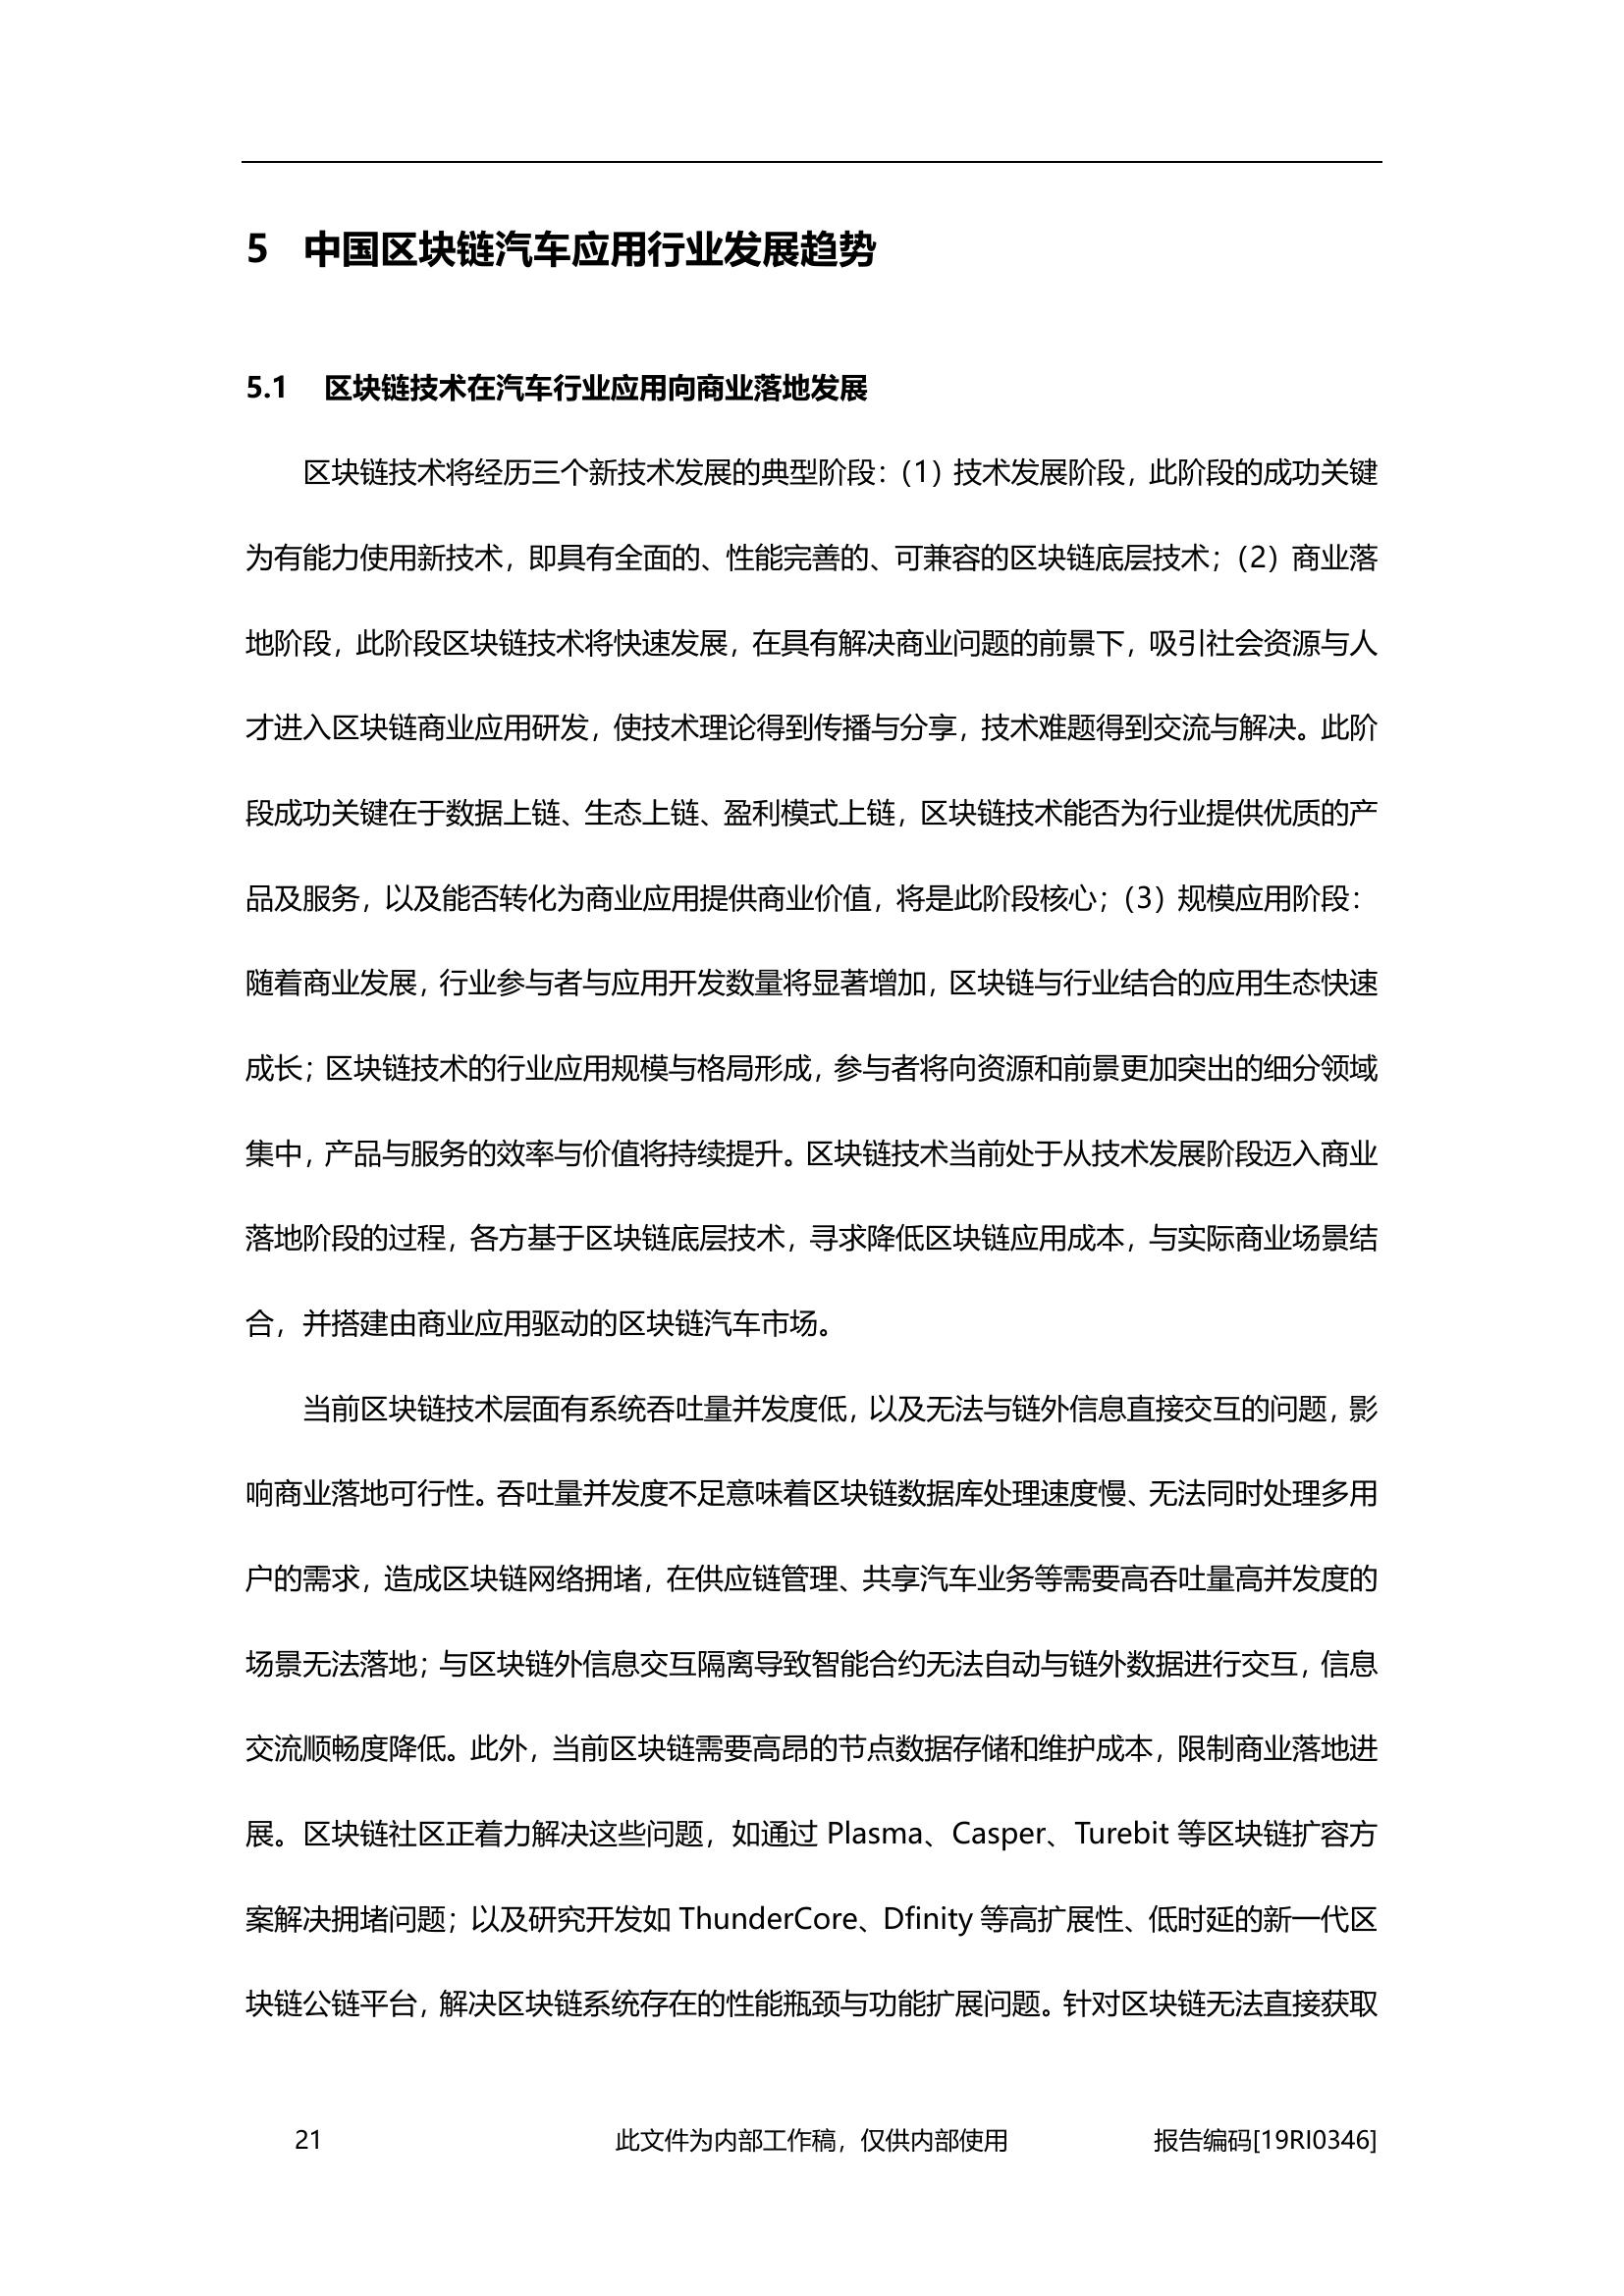 5 中国区块链汽车应用行业发展趋势
5.1 区块链技术在汽车行业应用向商业落地发展
区块链技术将经历三个新技术发展的典型阶段：（1）技术发展阶段，此阶段的成功关键
为有能力使用新技术，即具有全面的、性能完善的、可兼容的区块链底层技术；（2）商业落
地阶段，此阶段区块链技术将快速发展，在具有解决商业问题的前景下，吸引社会资源与人
才进入区块链商业应用研发，使技术理论得到传播与分享，技术难题得到交流与解决。此阶
段成功关键在于数据上链、生态上链、盈利模式上链，区块链技术能否为行业提供优质的产
品及服务，以及能否转化为商业应用提供商业价值，将是此阶段核心；（3）规模应用阶段：
随着商业发展，行业参与者与应用开发数量将显著增加，区块链与行业结合的应用生态快速
成长；区块链技术的行业应用规模与格局形成，参与者将向资源和前景更加突出的细分领域
集中，产品与服务的效率与价值将持续提升。区块链技术当前处于从技术发展阶段迈入商业
落地阶段的过程，各方基于区块链底层技术，寻求降低区块链应用成本，与实际商业场景结
合，并搭建由商业应用驱动的区块链汽车市场。
当前区块链技术层面有系统吞吐量并发度低，以及无法与链外信息直接交互的问题，影
响商业落地可行性。吞吐量并发度不足意味着区块链数据库处理速度慢、无法同时处理多用
户的需求，造成区块链网络拥堵，在供应链管理、共享汽车业务等需要高吞吐量高并发度的
场景无法落地；与区块链外信息交互隔离导致智能合约无法自动与链外数据进行交互，信息
交流顺畅度降低。此外，当前区块链需要高昂的节点数据存储和维护成本，限制商业落地进
展。区块链社区正着力解决这些问题，如通过 Plasma、Casper、Turebit 等区块链扩容方
案解决拥堵问题；以及研究开发如 ThunderCore、Dfinity 等高扩展性、低时延的新一代区
块链公链平台，解决区块链系统存在的性能瓶颈与功能扩展问题。针对区块链无法直接获取
21 此文件为内部工作稿，仅供内部使用 报告编码[19RI0346]